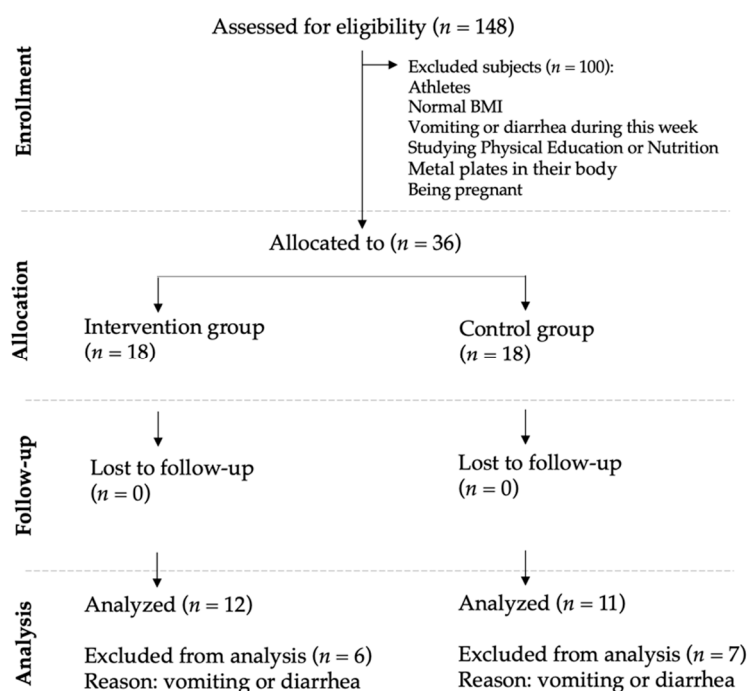 Enrollment
Assessed for eligibility (n = 148)
Excluded subjects (n = 100):
Athletes
Normal BMI
Vomiting or diarrhea during this week
Studying Physical Education or Nutrition
Metal plates in their body
Being pregnant
Allocation
Allocated to (n = 36)
Intervention group
(n = 18)
Control group
(n = 18)
Follow-up
Lost to follow-up
(n = 0)
Lost to follow-up
(n = 0)
Analysis
Analyzed (n = 12)
Excluded from analysis (n = 6)
Reason: vomiting or diarrhea
Analyzed (n = 11)
Excluded from analysis (n = 7)
Reason: vomiting or diarrhea